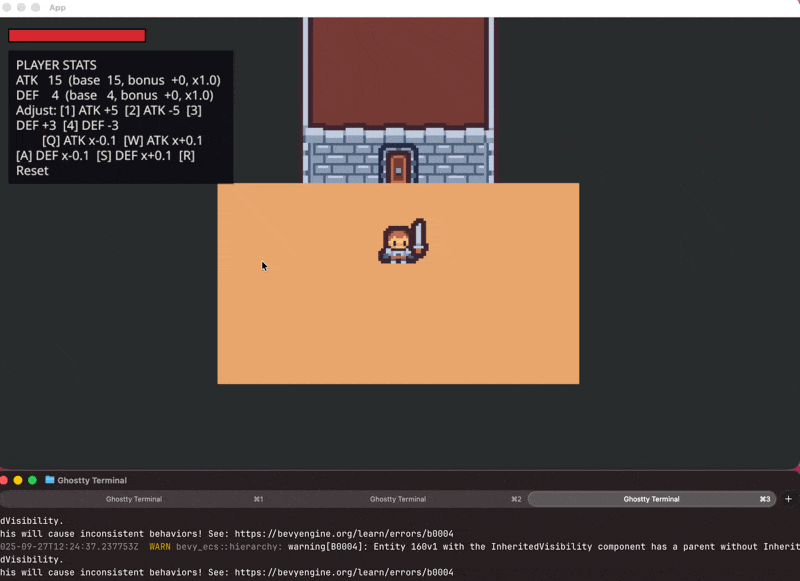 App
PLAYER STATS
ATK 15 (base 15, bonus +0, x1.0)
DEF 4 (base 4, bonus +0, x1.0)
Adjust: [1] ATK +5 [2] ATK -5 [3]
DEF +3 [4] DEF -3
[Q] ATK x-0.1 [W] ATK x+0.1
[A] DEF x-0.1 [S] DEF x+0.1 [R]
Reset
Ghostty Terminal
Ghostty Terminal ⌘1 Ghostty Terminal ⌘2 Ghostty Terminal ⌘3 +
dVisibility.
his will cause inconsistent behaviors! See: https://bevyengine.org/learn/errors/b0004
025-09-27T12:24:37.237753Z WARN bevy_ecs::hierarchy: warning[B0004]: Entity 160v1 with the InheritedVisibility component has a parent without Inherit
dVisibility.
his will cause inconsistent behaviors! See: https://bevyengine.org/learn/errors/b0004